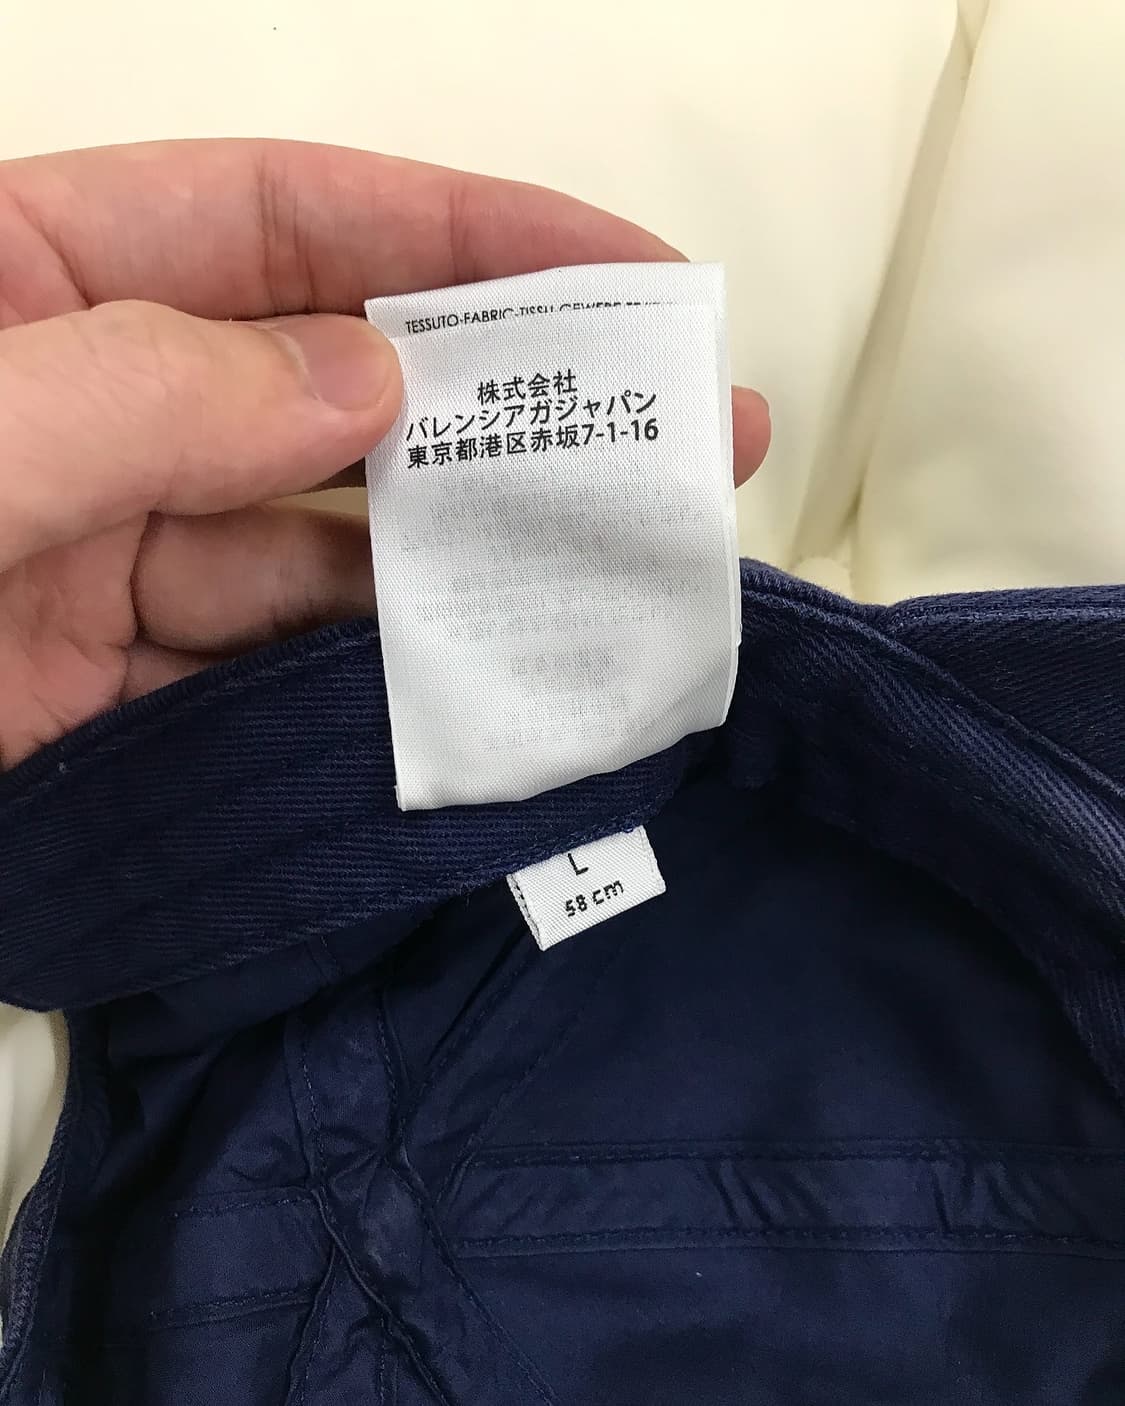 TESSUTO-FABRIC-TISSU-GEWEBE
株式会社
バレンシアガジャパン
東京都港区赤坂7-1-16
L
58 cm